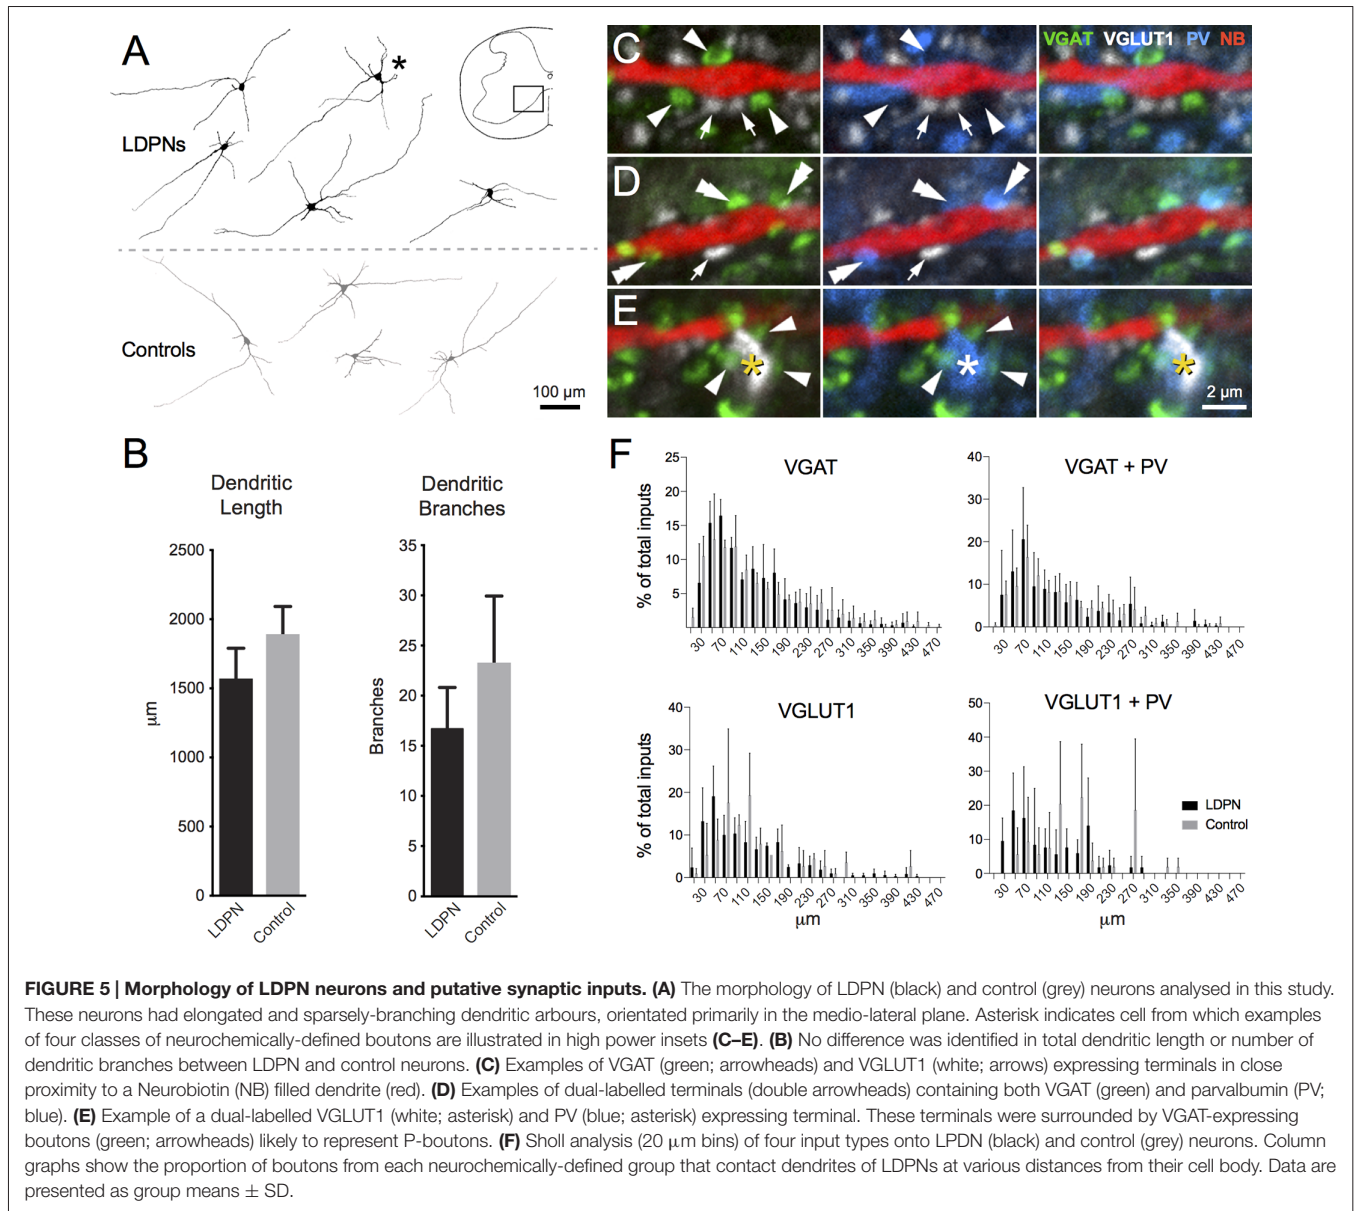 A
*
LDPNs
Controls
100 μm
C
VGAT VGLUT1 PV NB
D
E
*
*
*
2 μm
B
Dendritic
Length
2500
2000
1500
1000
500
0
μm
LDPN
Control
Dendritic
Branches
35
30
25
20
15
10
5
0
Branches
LDPN
Control
F
VGAT
% of total inputs
25
20
15
10
5
30 70 110 150 190 230 270 310 350 390 430 470
VGAT + PV
40
30
20
10
0
30 70 110 150 190 230 270 310 350 390 430 470
VGLUT1
% of total inputs
40
30
20
10
0
30 70 110 150 190 230 270 310 350 390 430 470
μm
VGLUT1 + PV
50
40
30
20
10
0
30 70 110 150 190 230 270 310 350 390 430 470
μm
LDPN
Control
FIGURE 5 | Morphology of LDPN neurons and putative synaptic inputs. (A) The morphology of LDPN (black) and control (grey) neurons analysed in this study.
These neurons had elongated and sparsely-branching dendritic arbours, orientated primarily in the medio-lateral plane. Asterisk indicates cell from which examples
of four classes of neurochemically-defined boutons are illustrated in high power insets (C–E). (B) No difference was identified in total dendritic length or number of
dendritic branches between LDPN and control neurons. (C) Examples of VGAT (green; arrowheads) and VGLUT1 (white; arrows) expressing terminals in close
proximity to a Neurobiotin (NB) filled dendrite (red). (D) Examples of dual-labelled terminals (double arrowheads) containing both VGAT (green) and parvalbumin (PV;
blue). (E) Example of a dual-labelled VGLUT1 (white; asterisk) and PV (blue; asterisk) expressing terminal. These terminals were surrounded by VGAT-expressing
boutons (green; arrowheads) likely to represent P-boutons. (F) Sholl analysis (20 μm bins) of four input types onto LPDN (black) and control (grey) neurons. Column
graphs show the proportion of boutons from each neurochemically-defined group that contact dendrites of LDPNs at various distances from their cell body. Data are
presented as group means ± SD.